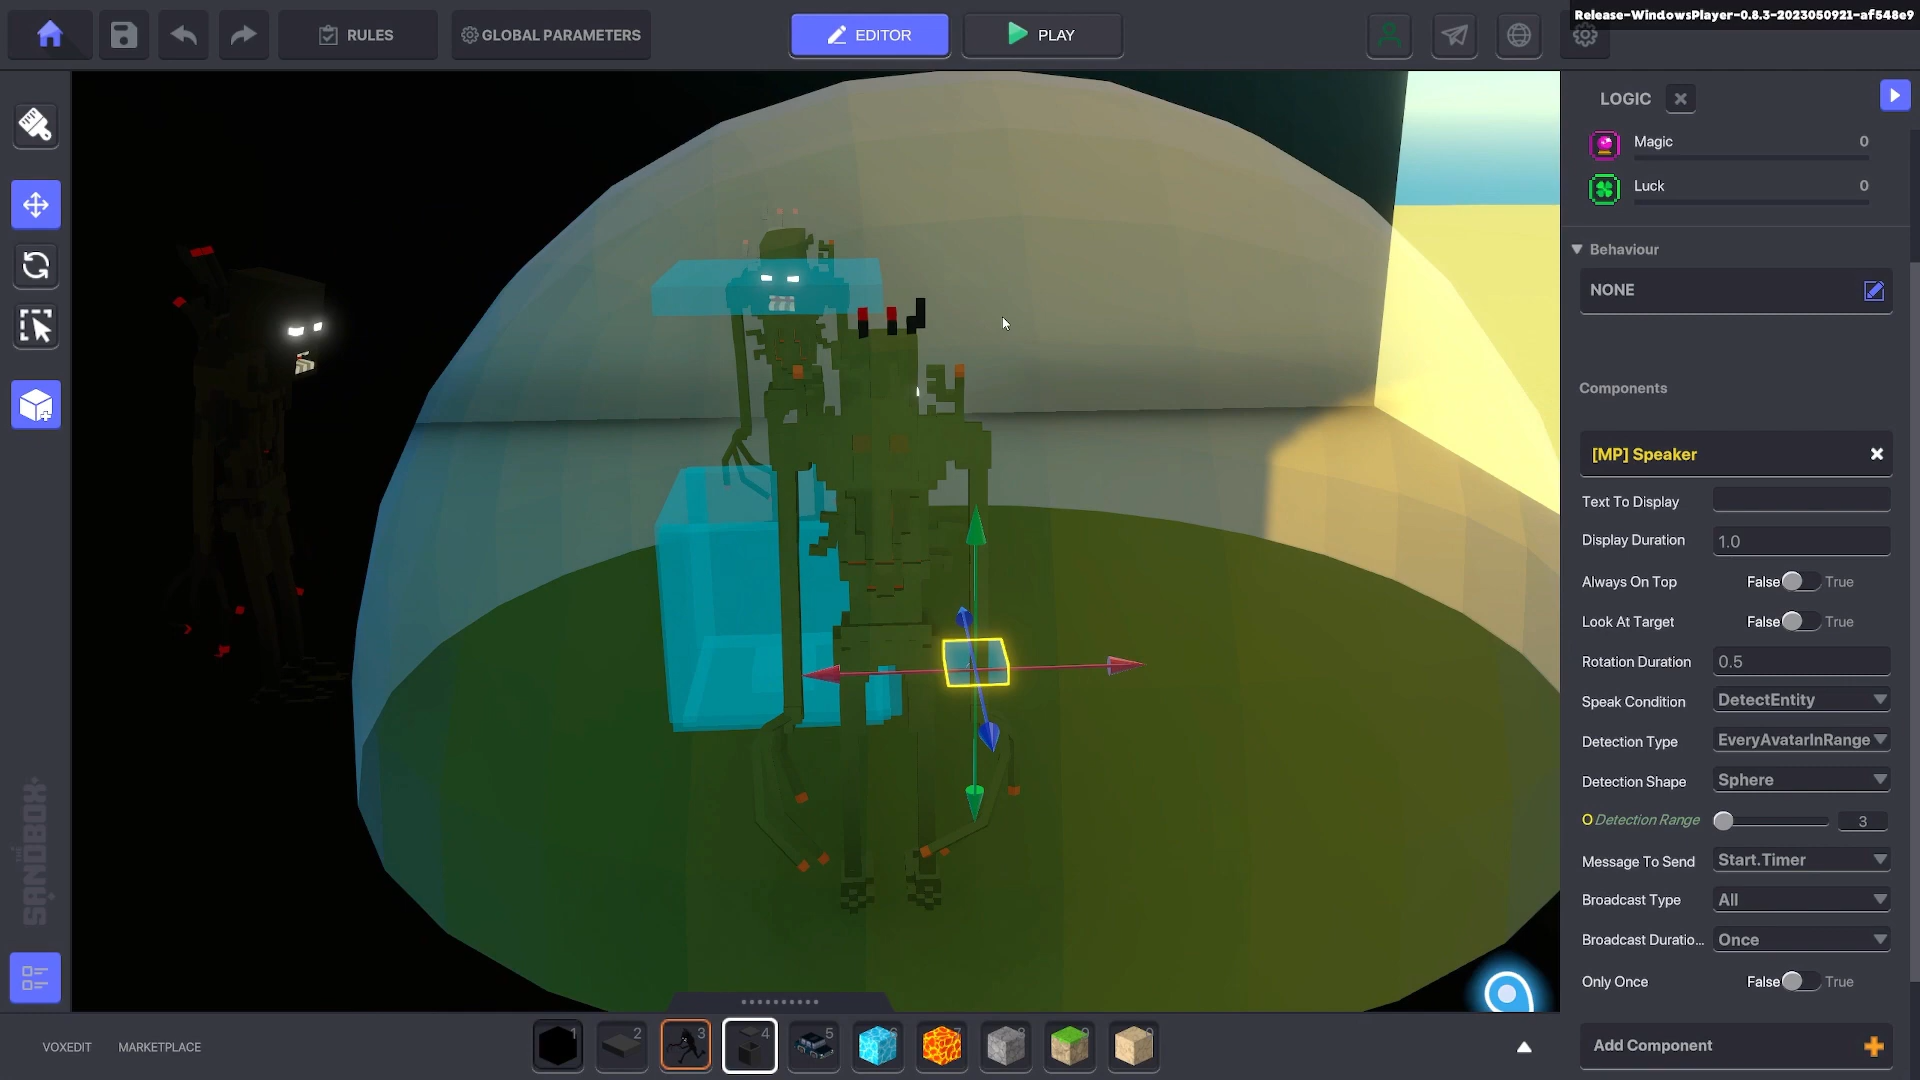 Release-WindowsPlayer-0.8.3-2023050921-af548e9
RULES
GLOBAL PARAMETERS
EDITOR
PLAY
LOGIC
Magic 0
Luck 0
Behaviour
NONE
Components
[MP] Speaker
Text To Display
Display Duration 1.0
Always On Top False True
Look At Target False True
Rotation Duration 0.5
Speak Condition DetectEntity
Detection Type EveryAvatarInRange
Detection Shape Sphere
Detection Range 3
Message To Send Start.Timer
Broadcast Type All
Broadcast Duratio... Once
Only Once False True
Add Component
THE SANDBOX
VOXEDIT MARKETPLACE
1 2 3 4 5